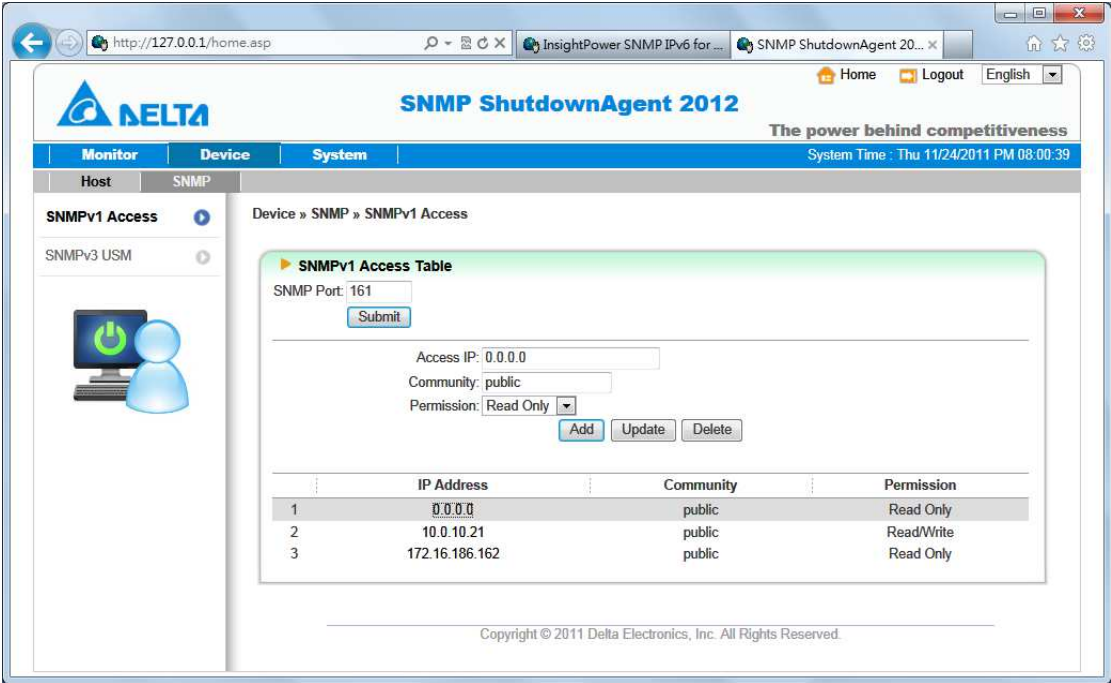 http://127.0.0.1/home.asp
InsightPower SNMP IPv6 for ...
SNMP ShutdownAgent 20...
Home Logout English
DELTA
SNMP ShutdownAgent 2012
The power behind competitiveness
Monitor Device System System Time : Thu 11/24/2011 PM 08:00:39
Host SNMP
SNMPv1 Access
SNMPv3 USM
Device » SNMP » SNMPv1 Access
SNMPv1 Access Table
SNMP Port: 161
Submit
Access IP: 0.0.0.0
Community: public
Permission: Read Only
Add Update Delete
IP Address Community Permission
1 0.0.0.0 public Read Only
2 10.0.10.21 public Read/Write
3 172.16.186.162 public Read Only
Copyright © 2011 Delta Electronics, Inc. All Rights Reserved.